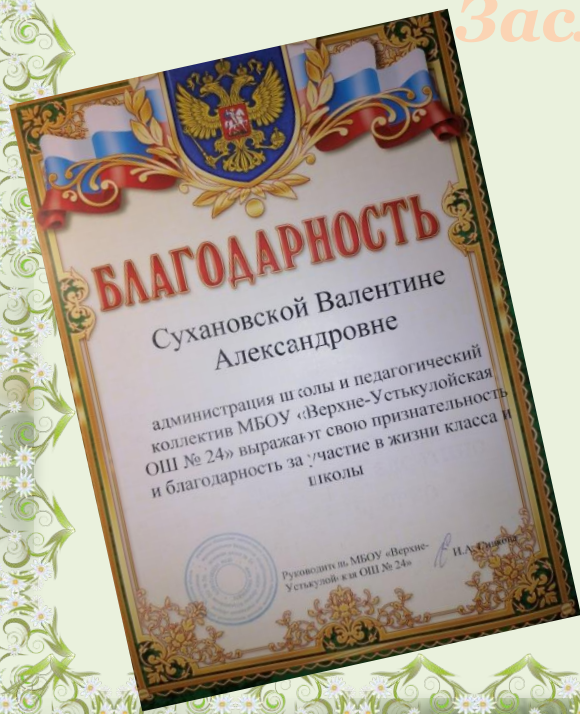 Зас
БЛАГОДАРНОСТЬ
Сухановской Валентине
Александровне
администрация школы и педагогический
коллектив МБОУ «Верхне-Устькулойская
ОШ № 24» выражают свою признательность
и благодарность за участие в жизни класса и
школы
Руководитель МБОУ «Верхне-
Устькулойская ОШ № 24»
И.А.